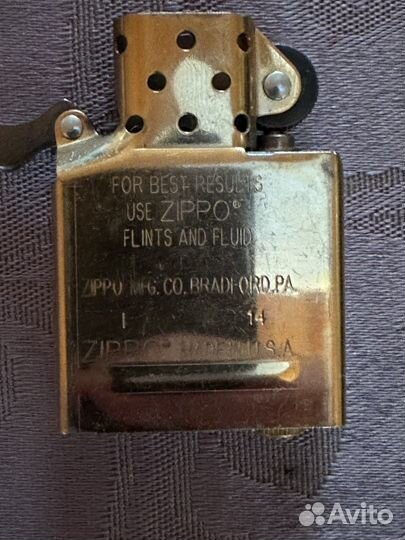 FOR BEST RESULTS
USE ZIPPO®
FLINTS AND FLUID
ZIPPO MFG. CO. BRADFORD, PA.
I 14
ZIPPO® U.S.A.
Avito